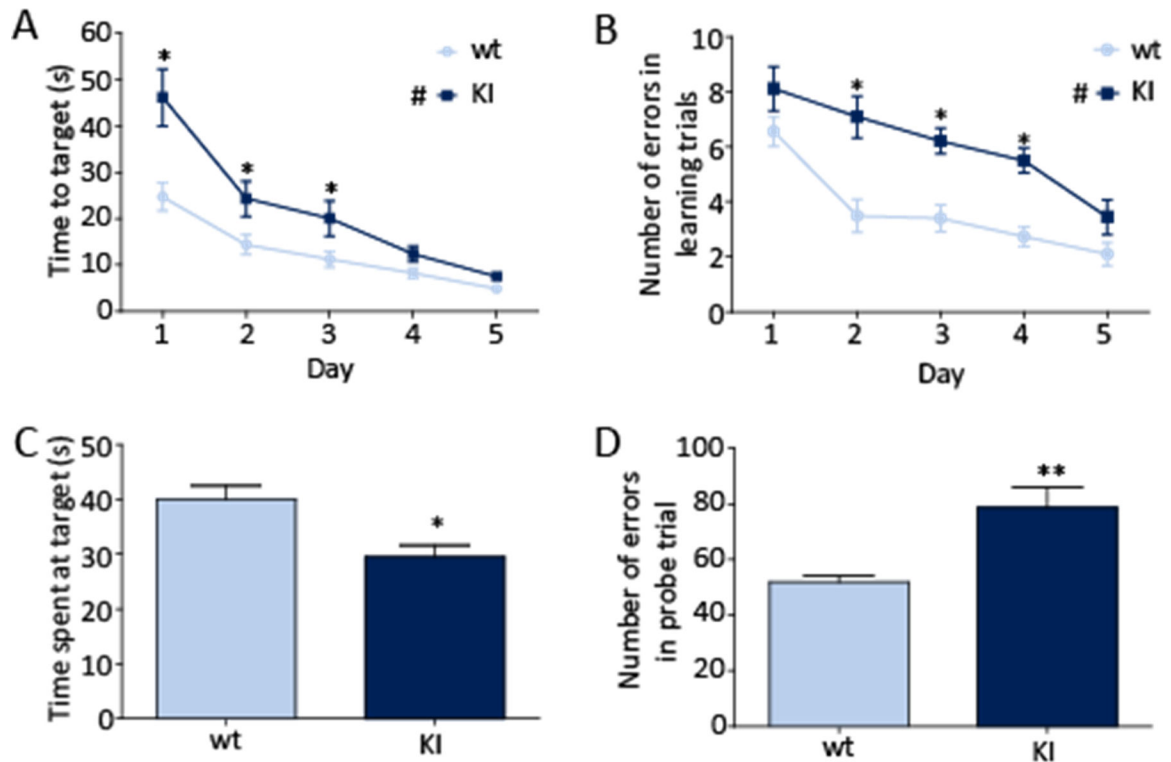 A
Time to target (s)
60
50
40
30
20
10
0
*
*
*
wt
# KI
1 2 3 4 5
Day
B
Number of errors in
learning trials
10
8
6
4
2
0
*
*
*
wt
# KI
1 2 3 4 5
Day
C
Time spent at target (s)
50
40
30
20
10
0
*
wt KI
D
Number of errors
in probe trial
100
80
60
40
20
0
**
wt KI